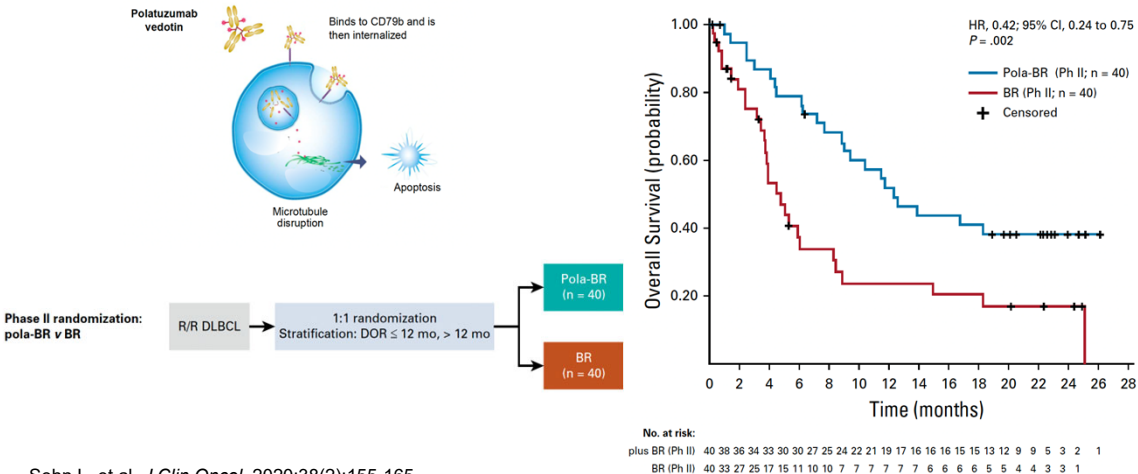 Polatuzumab
vedotin
Binds to CD79b and is
then internalized
Apoptosis
Microtubule
disruption
Phase II randomization:
pola-BR v BR
R/R DLBCL
1:1 randomization
Stratification: DOR ≤ 12 mo, > 12 mo
Pola-BR
(n = 40)
BR
(n = 40)
Overall Survival (probability)
1.00
0.80
0.60
0.40
0.20
HR, 0.42; 95% CI, 0.24 to 0.75
P = .002
Pola-BR (Ph II; n = 40)
BR (Ph II; n = 40)
Censored
0 2 4 6 8 10 12 14 16 18 20 22 24 26 28
Time (months)
No. at risk:
plus BR (Ph II) 40 38 36 34 33 30 30 27 25 24 22 21 19 17 16 16 16 15 15 13 12 9 9 5 3 2 1
BR (Ph II) 40 33 27 25 17 15 11 10 10 7 7 7 7 7 7 6 6 6 6 5 5 4 4 3 3
Sehn L, et al. J Clin Oncol. 2020;38(2):155-165.